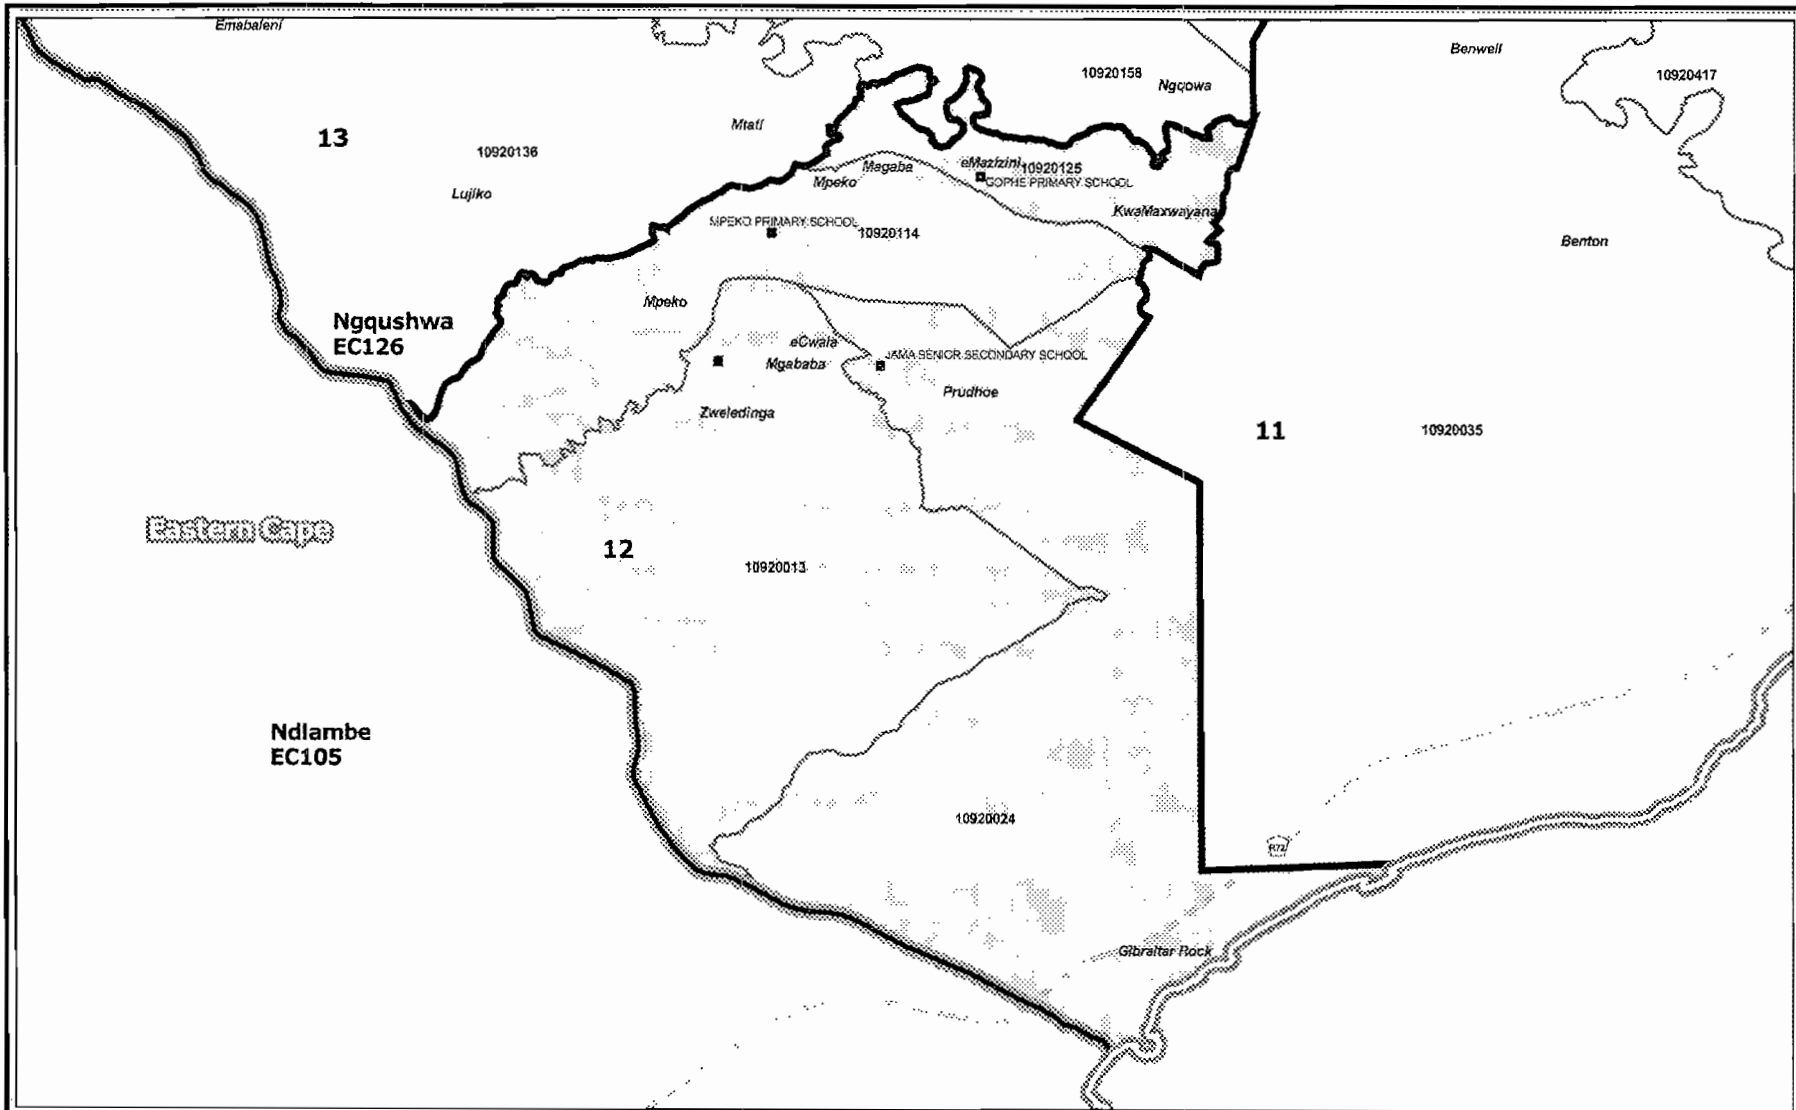 Emabaleni
Benwell
10920158
10920417
Ngqowa
Mtati
13
10920136
Magaba
eMazizini
10920125
Mpeko
GOPHE PRIMARY SCHOOL
Lujiko
KwaMaxwayana
MPEKO PRIMARY SCHOOL
10920114
Benton
Mpeko
Ngqushwa
EC126
eCwala
JAMA SENIOR SECONDARY SCHOOL
Mgababa
Prudhoe
Zweledinga
11
10920035
Eastern Cape
12
10920013
Ndlambe
EC105
10920024
R72
Gibraltar Rock